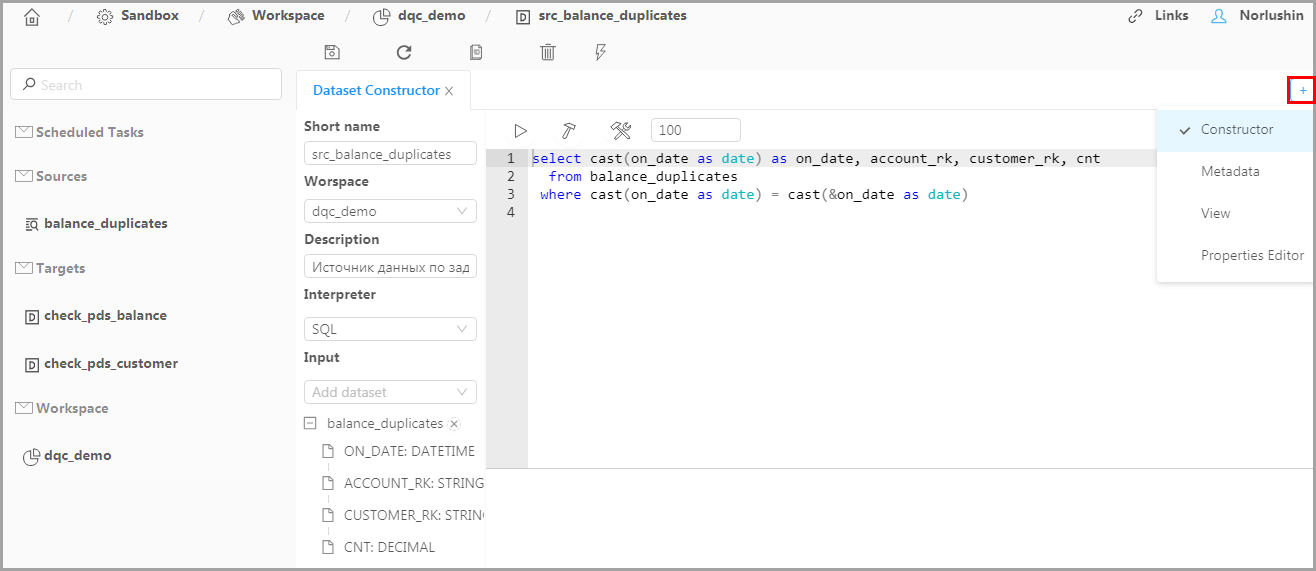 / Sandbox / Workspace / dqc_demo / src_balance_duplicates Links Norlushin
Search
Scheduled Tasks
Sources
balance_duplicates
Targets
check_pds_balance
check_pds_customer
Workspace
dqc_demo
Dataset Constructor
Short name
src_balance_duplicates
Worspace
dqc_demo
Description
Источник данных по зад
Interpreter
SQL
Input
Add dataset
balance_duplicates
ON_DATE: DATETIME
ACCOUNT_RK: STRING
CUSTOMER_RK: STRIN
CNT: DECIMAL
100
1 select cast(on_date as date) as on_date, account_rk, customer_rk, cnt
2 from balance_duplicates
3 where cast(on_date as date) = cast(&on_date as date)
4
+
Constructor
Metadata
View
Properties Editor